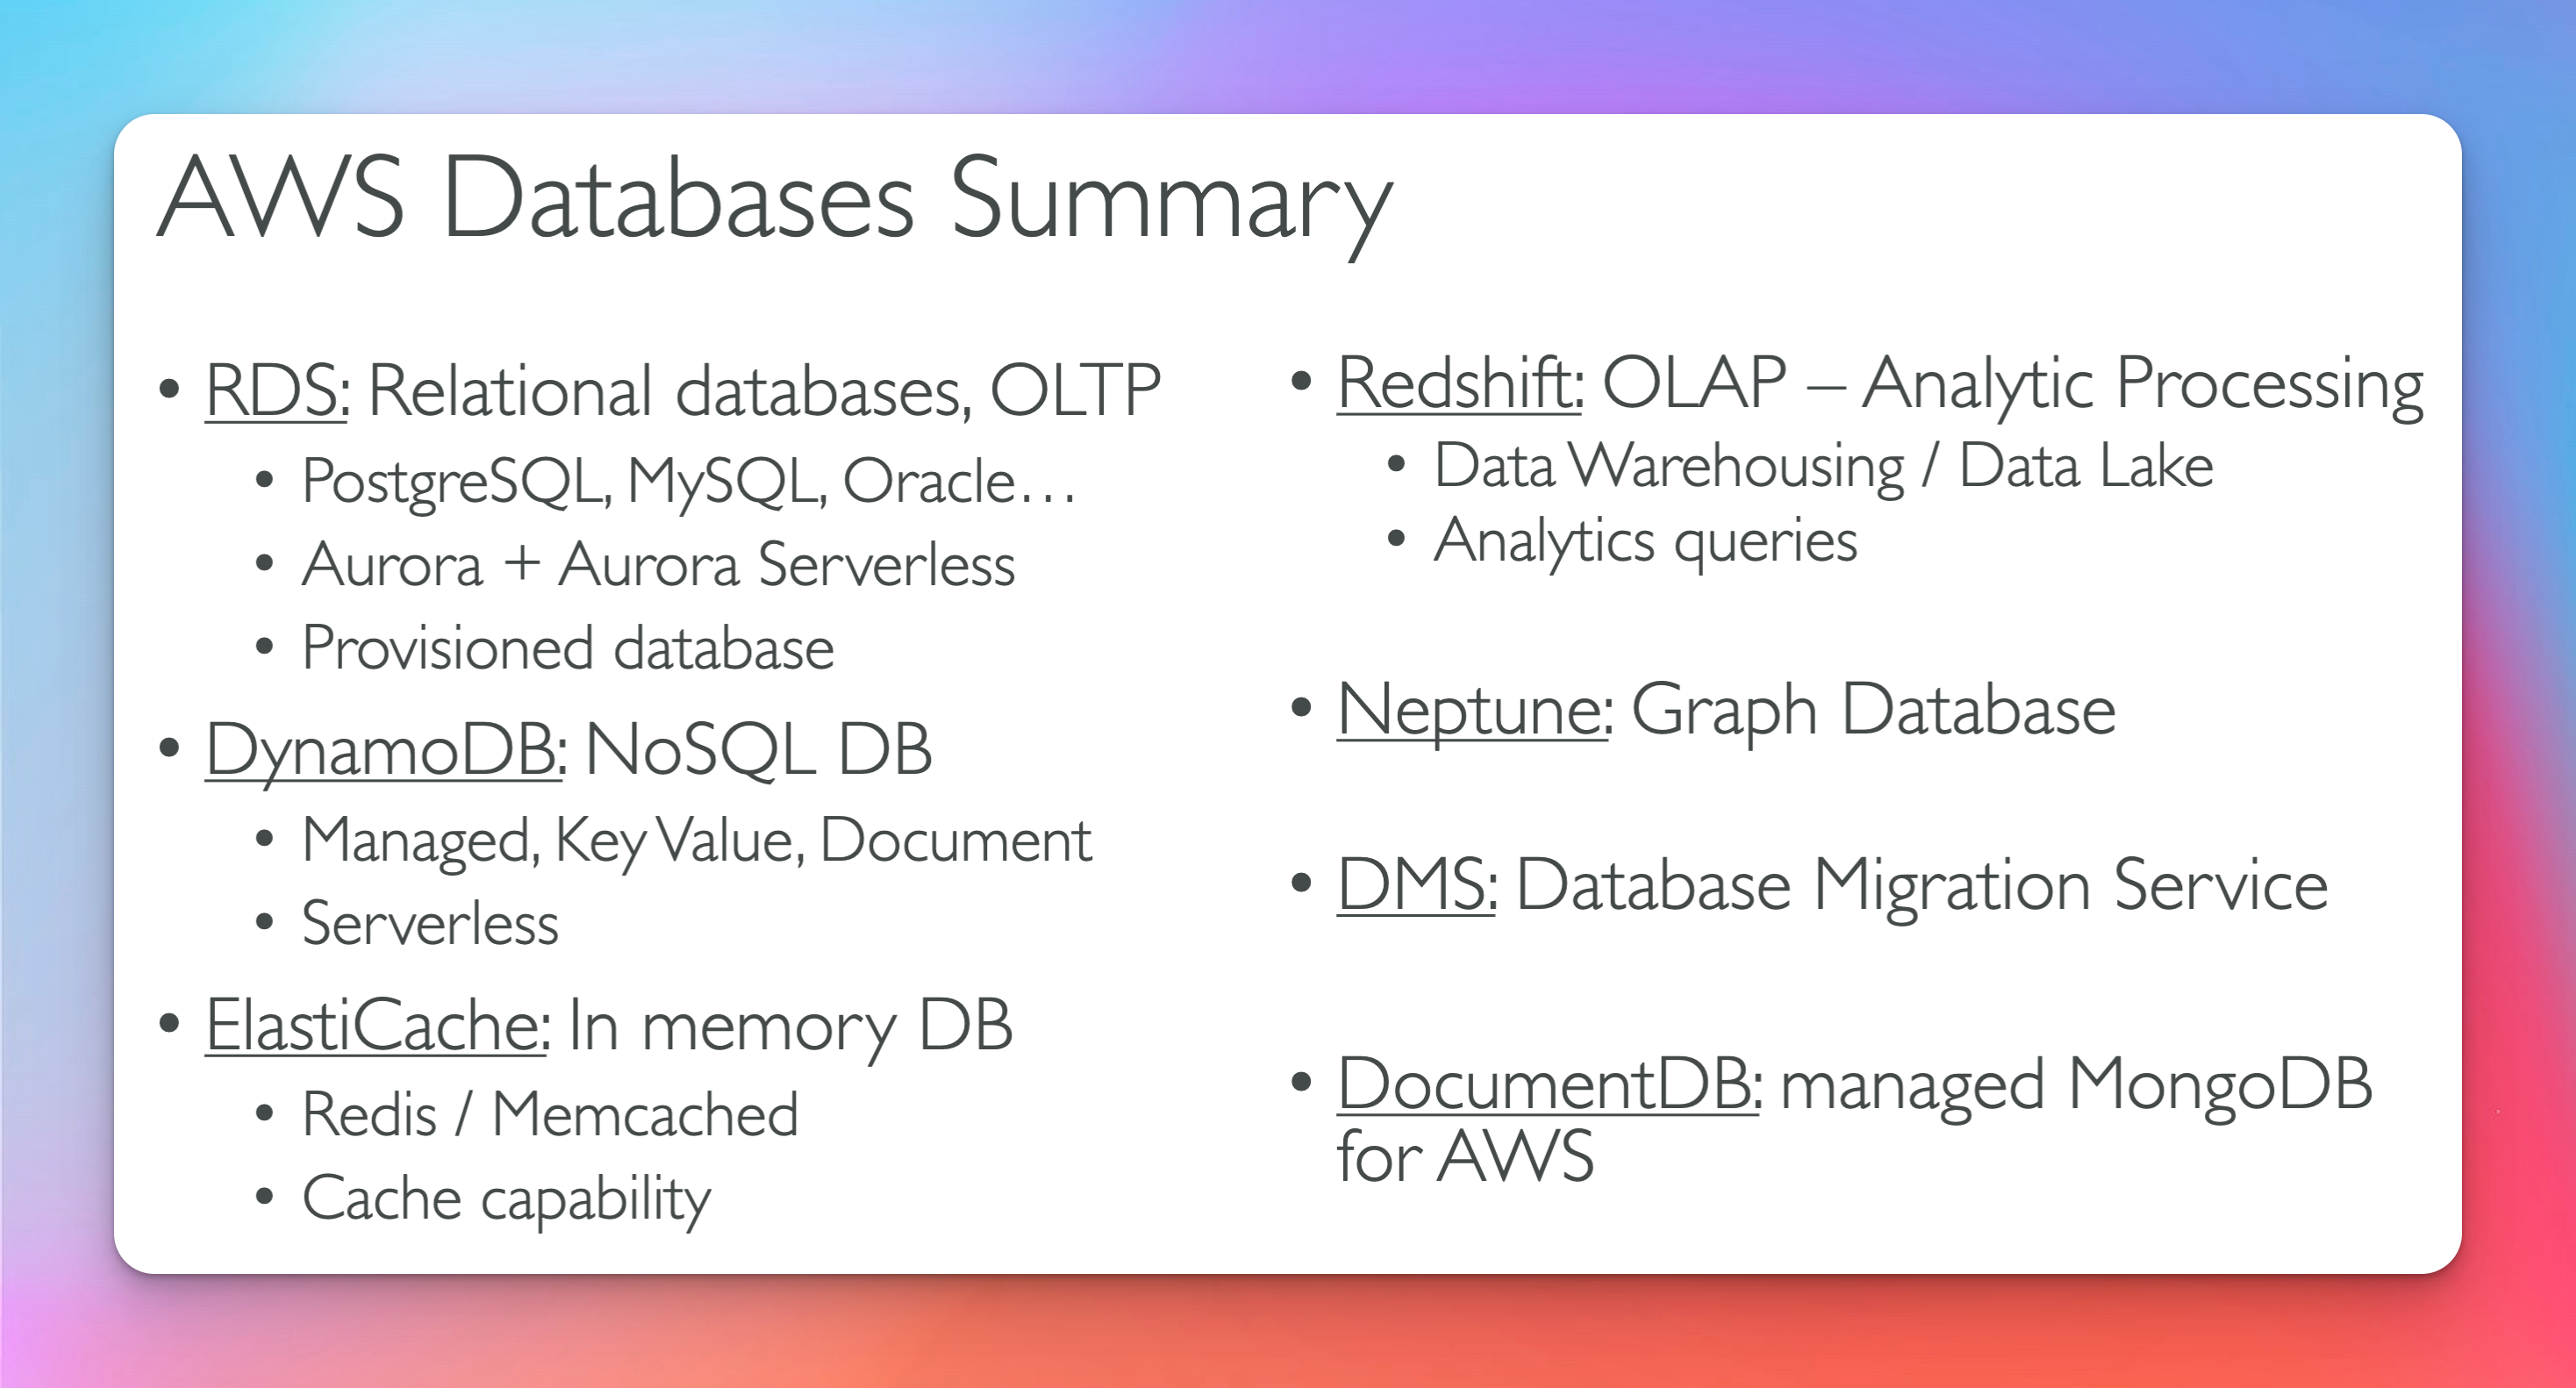 AWS Databases Summary
• RDS: Relational databases, OLTP
• PostgreSQL, MySQL, Oracle…
• Aurora + Aurora Serverless
• Provisioned database
• DynamoDB: NoSQL DB
• Managed, Key Value, Document
• Serverless
• ElastiCache: In memory DB
• Redis / Memcached
• Cache capability
• Redshift: OLAP – Analytic Processing
• Data Warehousing / Data Lake
• Analytics queries
• Neptune: Graph Database
• DMS: Database Migration Service
• DocumentDB: managed MongoDB
for AWS